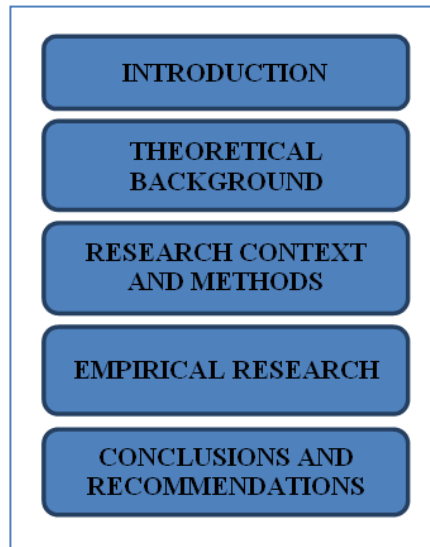 INTRODUCTION
THEORETICAL
BACKGROUND
RESEARCH CONTEXT
AND METHODS
EMPIRICAL RESEARCH
CONCLUSIONS AND
RECOMMENDATIONS